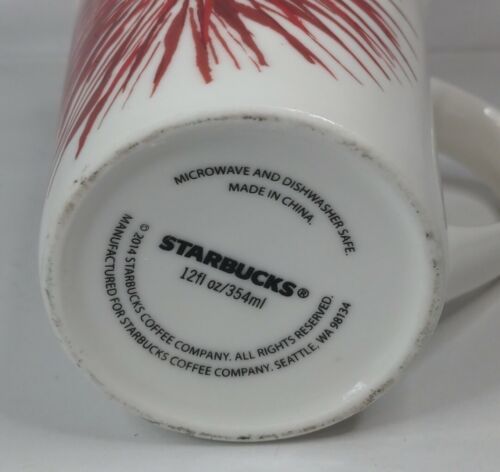 MICROWAVE AND DISHWASHER SAFE.
MADE IN CHINA.
STARBUCKS®
12fl oz/354ml
© 2014 STARBUCKS COFFEE COMPANY. ALL RIGHTS RESERVED.
MANUFACTURED FOR STARBUCKS COFFEE COMPANY. SEATTLE, WA 98134